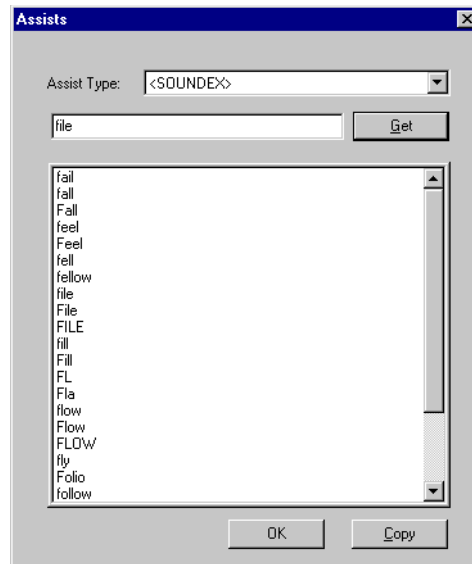 Assists
Assist Type: <SOUNDEX>
file Get
fail
fall
Fall
feel
Feel
fell
fellow
file
File
FILE
fill
Fill
FL
Fla
flow
Flow
FLOW
fly
Folio
follow
OK Copy